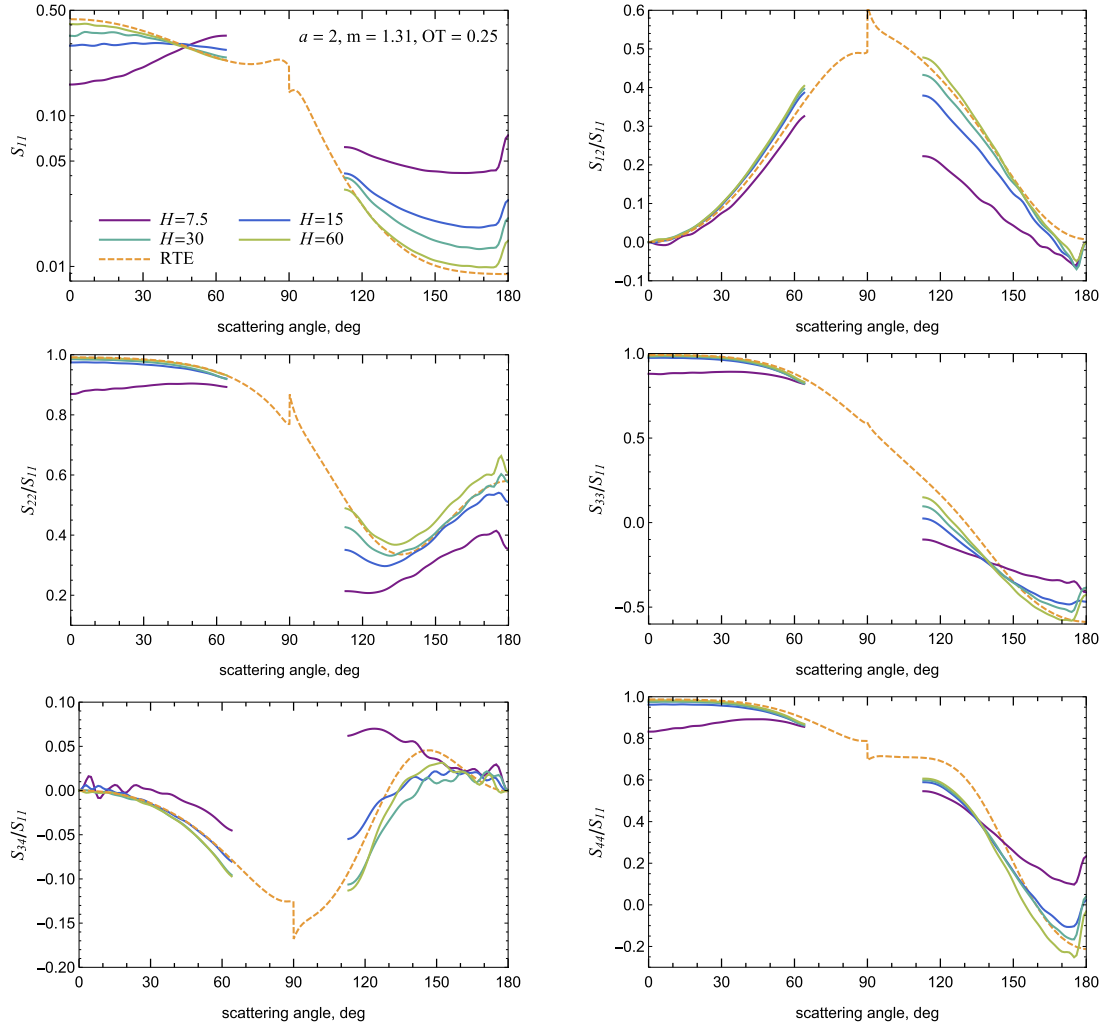 a = 2, m = 1.31, OT = 0.25
S11
0.50
0.10
0.05
0.01
H=7.5 H=15
H=30 H=60
RTE
0 30 60 90 120 150 180
scattering angle, deg
S12/S11
0.6
0.5
0.4
0.3
0.2
0.1
0.0
−0.1
0 30 60 90 120 150 180
scattering angle, deg
S22/S11
1.0
0.8
0.6
0.4
0.2
0 30 60 90 120 150 180
scattering angle, deg
S33/S11
1.0
0.5
0.0
−0.5
0 30 60 90 120 150 180
scattering angle, deg
S34/S11
0.10
0.05
0.00
−0.05
−0.10
−0.15
−0.20
0 30 60 90 120 150 180
scattering angle, deg
S44/S11
1.0
0.8
0.6
0.4
0.2
0.0
−0.2
0 30 60 90 120 150 180
scattering angle, deg